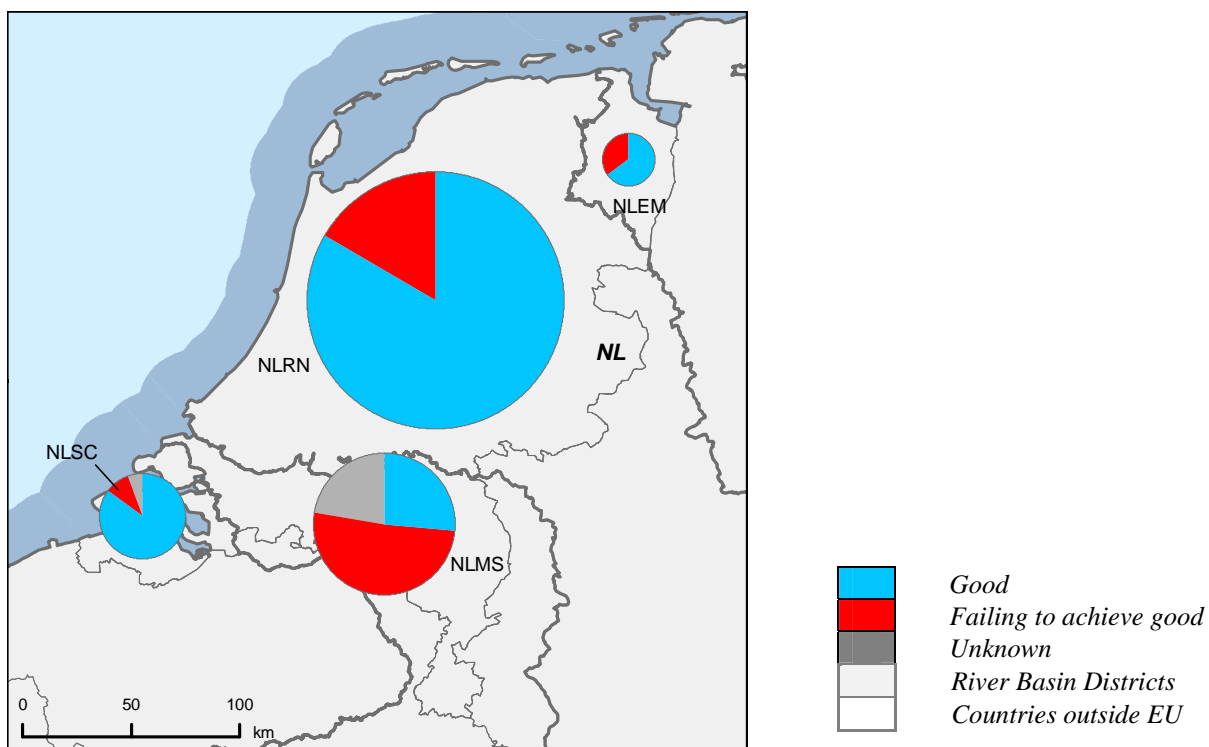 NLEM
NL
NLRN
NLSC
NLMS
0 50 100
km
Good
Failing to achieve good
Unknown
River Basin Districts
Countries outside EU